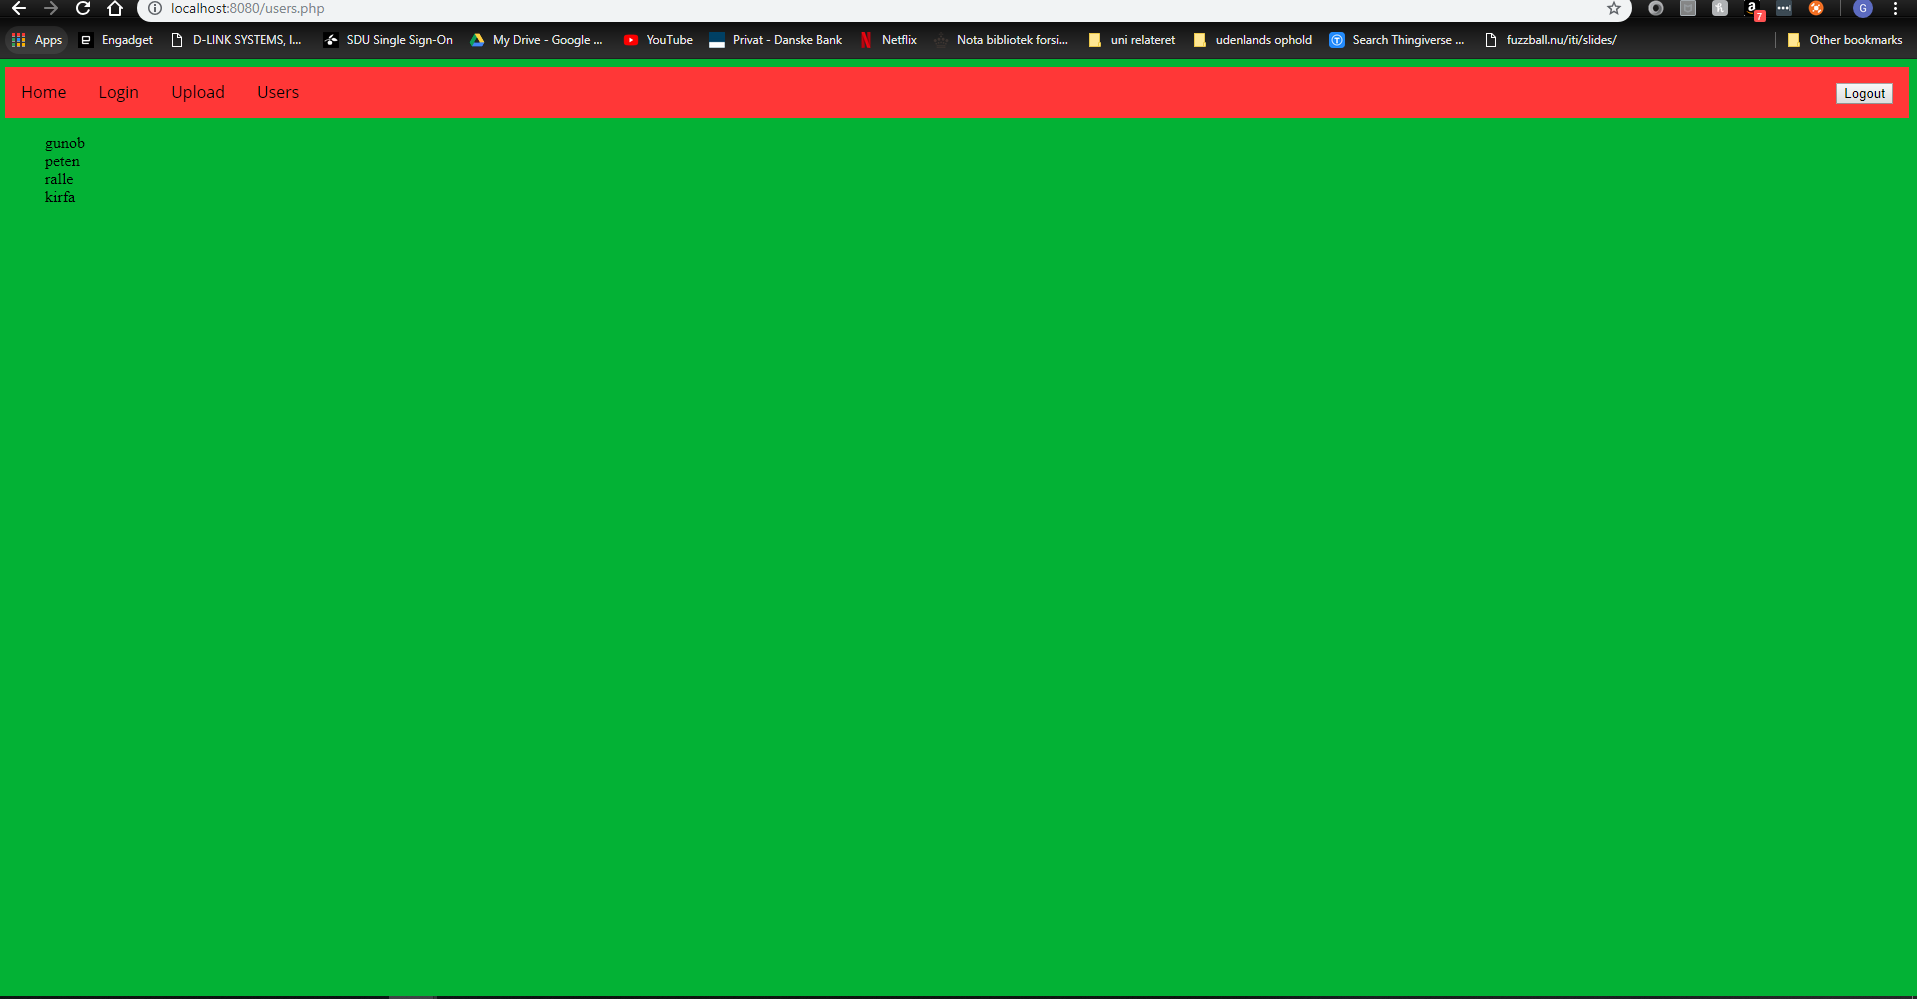 localhost:8080/users.php
a 7 G
Apps Engadget D-LINK SYSTEMS, I... SDU Single Sign-On My Drive - Google ... YouTube Privat - Danske Bank Netflix Nota bibliotek forsi... uni relateret udenlands ophold Search Thingiverse ... fuzzball.nu/iti/slides/ Other bookmarks
Home Login Upload Users Logout
gunob
peten
ralle
kirfa